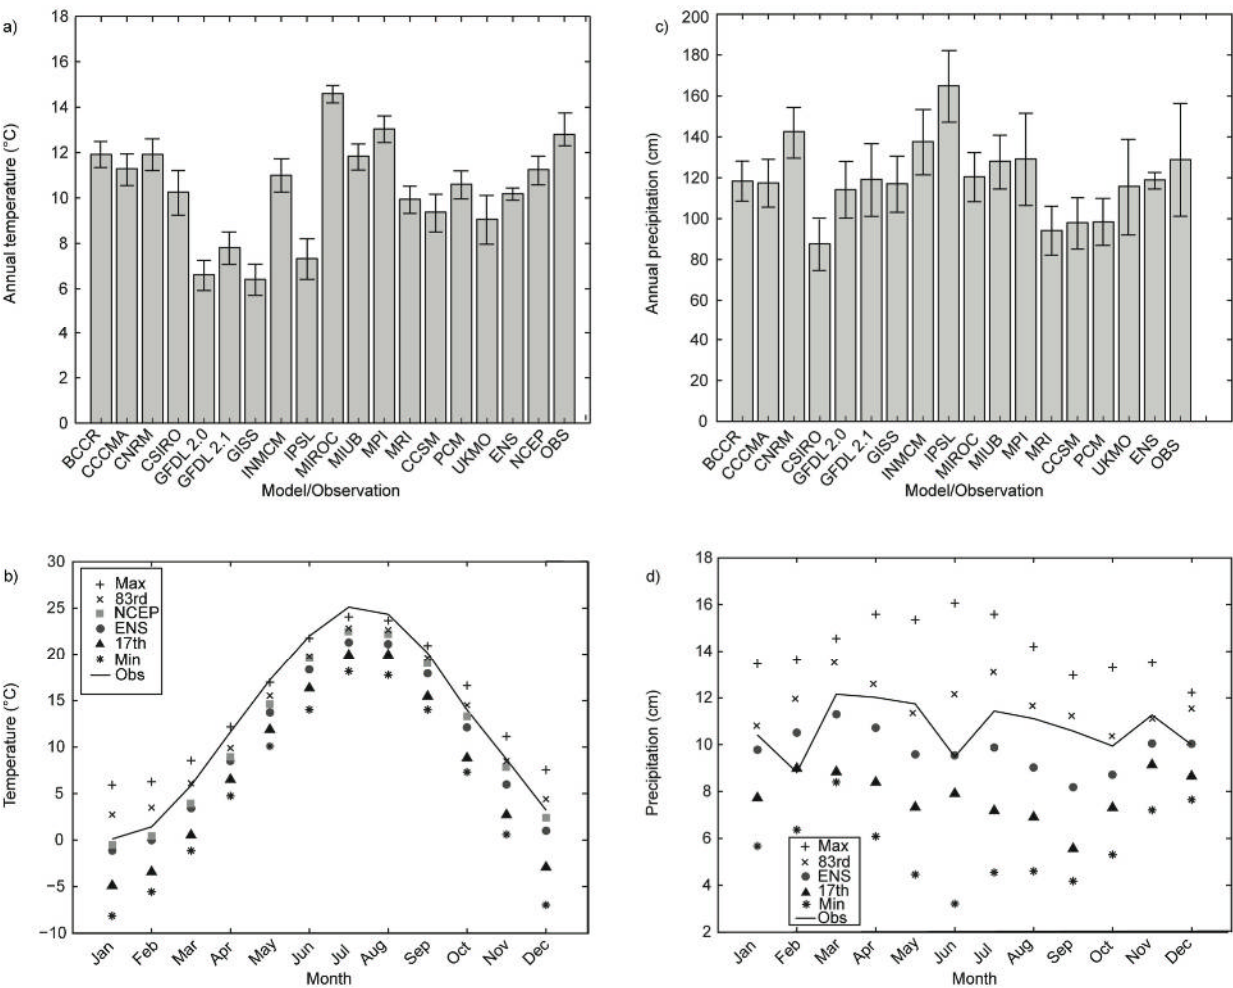 a)
Annual temperature (°C)
18
16
14
12
10
8
6
4
2
0
BCCR
CCCMA
CNRM
CSIRO
GFDL 2.0
GFDL 2.1
GISS
INMCM
IPSL
MIROC
MIUB
MPI
MRI
CCSM
PCM
UKMO
ENS
NCEP
OBS
Model/Observation
c)
Annual precipitation (cm)
200
180
160
140
120
100
80
60
40
20
0
BCCR
CCCMA
CNRM
CSIRO
GFDL 2.0
GFDL 2.1
GISS
INMCM
IPSL
MIROC
MIUB
MPI
MRI
CCSM
PCM
UKMO
ENS
OBS
Model/Observation
b)
Temperature (°C)
30
25
20
15
10
5
0
−5
−10
Max
83rd
NCEP
ENS
17th
Min
Obs
Jan
Feb
Mar
Apr
May
Jun
Jul
Aug
Sep
Oct
Nov
Dec
Month
d)
Precipitation (cm)
18
16
14
12
10
8
6
4
2
Max
83rd
ENS
17th
Min
Obs
Jan
Feb
Mar
Apr
May
Jun
Jul
Aug
Sep
Oct
Nov
Dec
Month